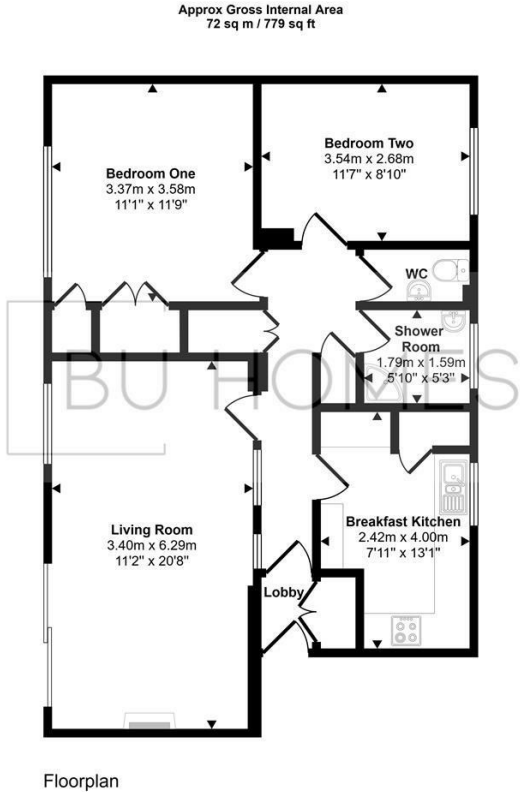 Approx Gross Internal Area
72 sq m / 779 sq ft
Bedroom One
3.37m x 3.58m
11'1" x 11'9"
Bedroom Two
3.54m x 2.68m
11'7" x 8'10"
WC
Shower
Room
1.79m x 1.59m
5'10" x 5'3"
BU HOMES
Living Room
3.40m x 6.29m
11'2" x 20'8"
Breakfast Kitchen
2.42m x 4.00m
7'11" x 13'1"
Lobby
Floorplan